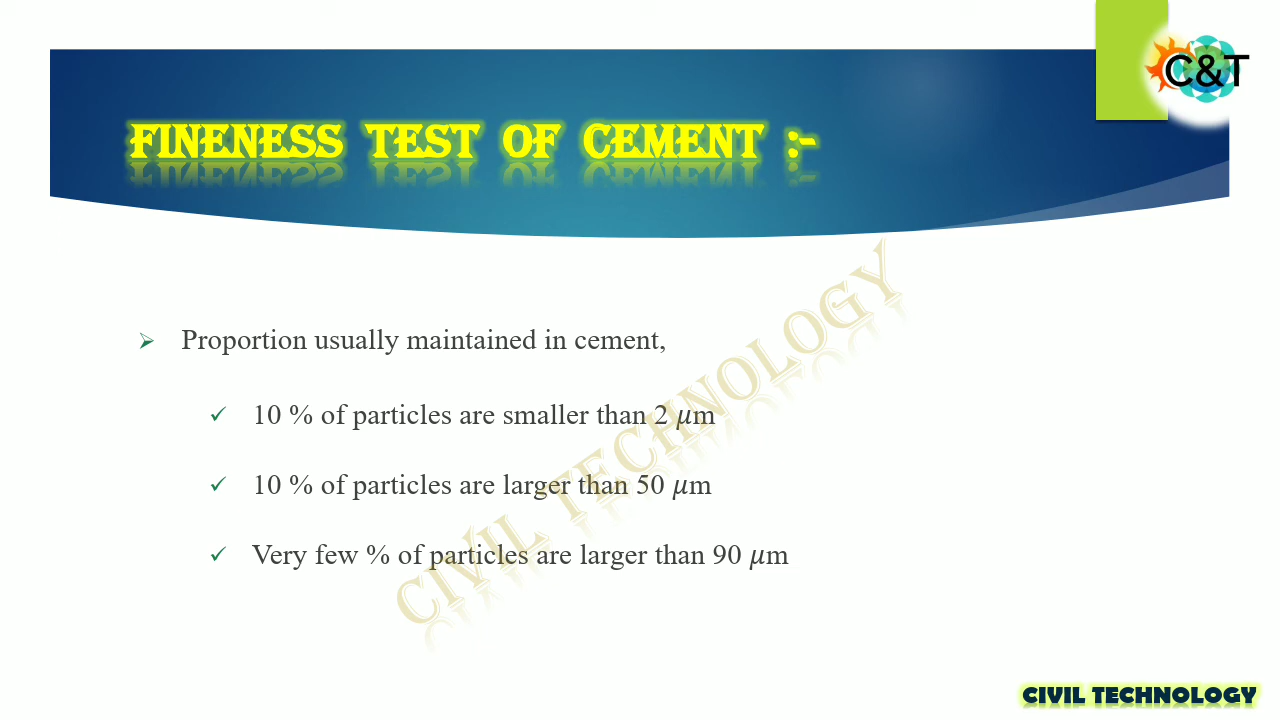 C&T
FINENESS TEST OF CEMENT :-
Proportion usually maintained in cement,
10 % of particles are smaller than 2 𝜇m
10 % of particles are larger than 50 𝜇m
Very few % of particles are larger than 90 𝜇m
CIVIL TECHNOLOGY
CIVIL TECHNOLOGY